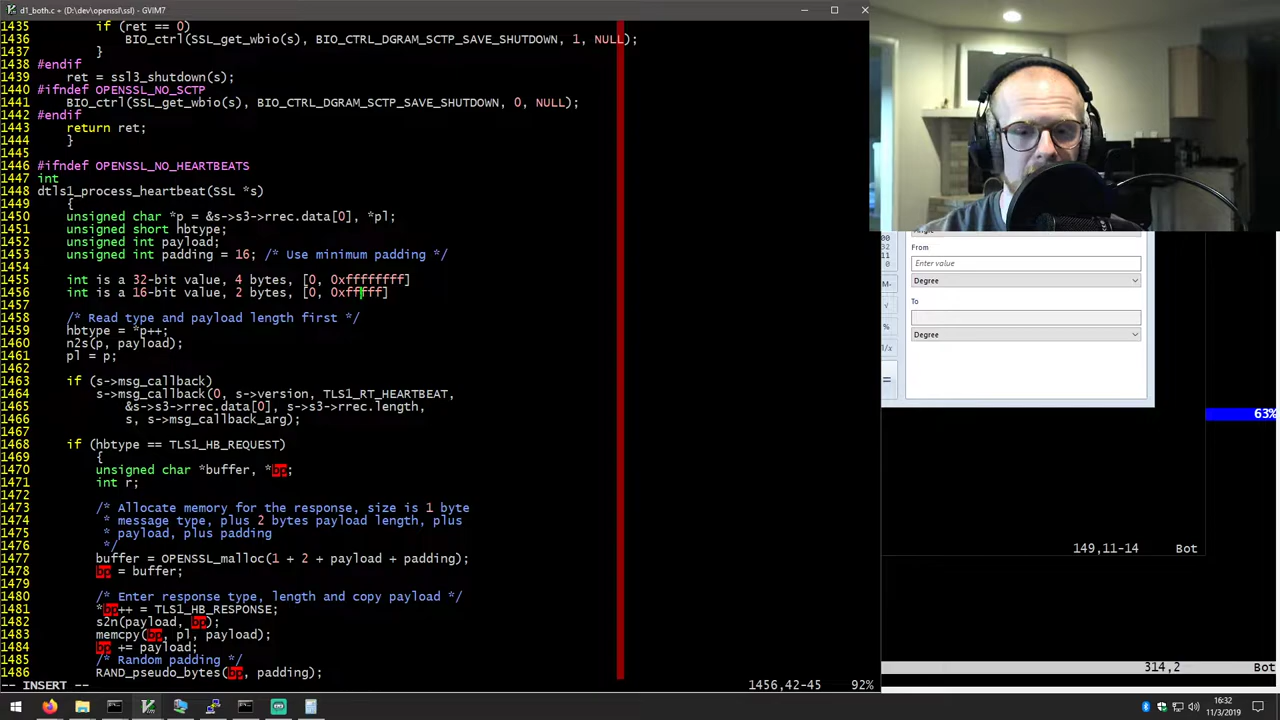 d1_both.c + (D:\dev\openssl\ssl) - GVIM7
1435 if (ret == 0)
1436 BIO_ctrl(SSL_get_wbio(s), BIO_CTRL_DGRAM_SCTP_SAVE_SHUTDOWN, 1, NULL);
1437 }
1438 #endif
1439 ret = ssl3_shutdown(s);
1440 #ifndef OPENSSL_NO_SCTP
1441 BIO_ctrl(SSL_get_wbio(s), BIO_CTRL_DGRAM_SCTP_SAVE_SHUTDOWN, 0, NULL);
1442 #endif
1443 return ret;
1444 }
1445
1446 #ifndef OPENSSL_NO_HEARTBEATS
1447 int
1448 dtls1_process_heartbeat(SSL *s)
1449 {
1450 unsigned char *p = &s->s3->rrec.data[0], *pl;
1451 unsigned short hbtype;
1452 unsigned int payload;
1453 unsigned int padding = 16; /* Use minimum padding */
1454
1455 int is a 32-bit value, 4 bytes, [0, 0xffffffff]
1456 int is a 16-bit value, 2 bytes, [0, 0xffffff]
1457
1458 /* Read type and payload length first */
1459 hbtype = *p++;
1460 n2s(p, payload);
1461 pl = p;
1462
1463 if (s->msg_callback)
1464 s->msg_callback(0, s->version, TLS1_RT_HEARTBEAT,
1465 &s->s3->rrec.data[0], s->s3->rrec.length,
1466 s, s->msg_callback_arg);
1467
1468 if (hbtype == TLS1_HB_REQUEST)
1469 {
1470 unsigned char *buffer, *bp;
1471 int r;
1472
1473 /* Allocate memory for the response, size is 1 byte
1474 * message type, plus 2 bytes payload length, plus
1475 * payload, plus padding
1476 */
1477 buffer = OPENSSL_malloc(1 + 2 + payload + padding);
1478 bp = buffer;
1479
1480 /* Enter response type, length and copy payload */
1481 *bp++ = TLS1_HB_RESPONSE;
1482 s2n(payload, bp);
1483 memcpy(bp, pl, payload);
1484 bp += payload;
1485 /* Random padding */
1486 RAND_pseudo_bytes(bp, padding);
-- INSERT -- 1456,42-45 92%
00
32
11
0
M-
√
%
1/x
=
From
Enter value
Degree
To
Degree
63%
149,11-14 Bot
314,2 Bot
16:32
11/3/2019